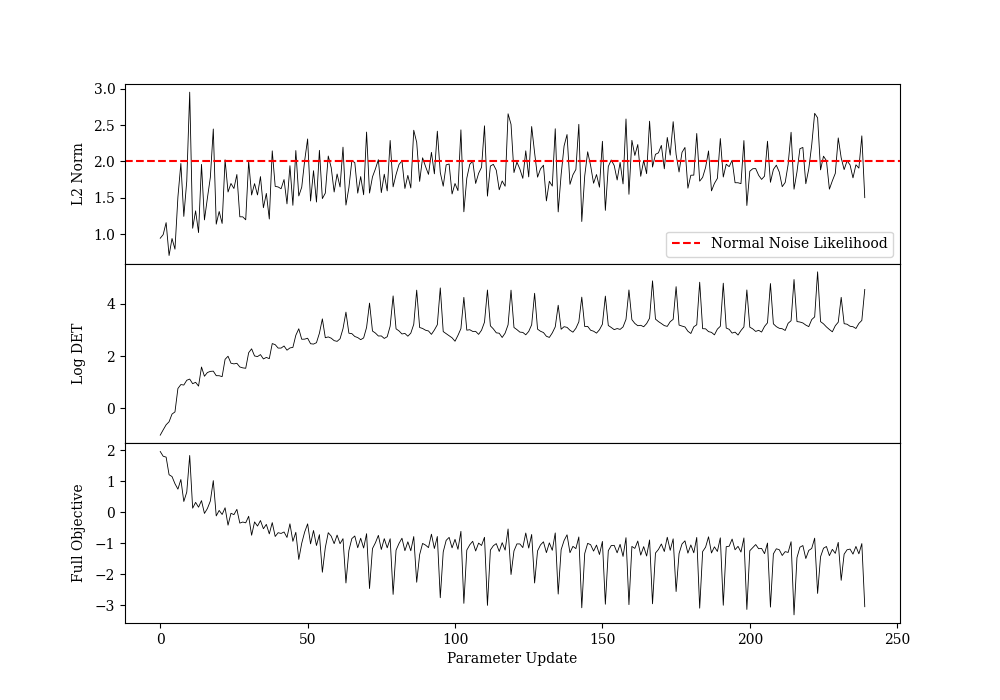 3.0
2.5
2.0
1.5
1.0
L2 Norm
Normal Noise Likelihood
4
2
0
Log DET
2
1
0
−1
−2
−3
Full Objective
0 50 100 150 200 250
Parameter Update